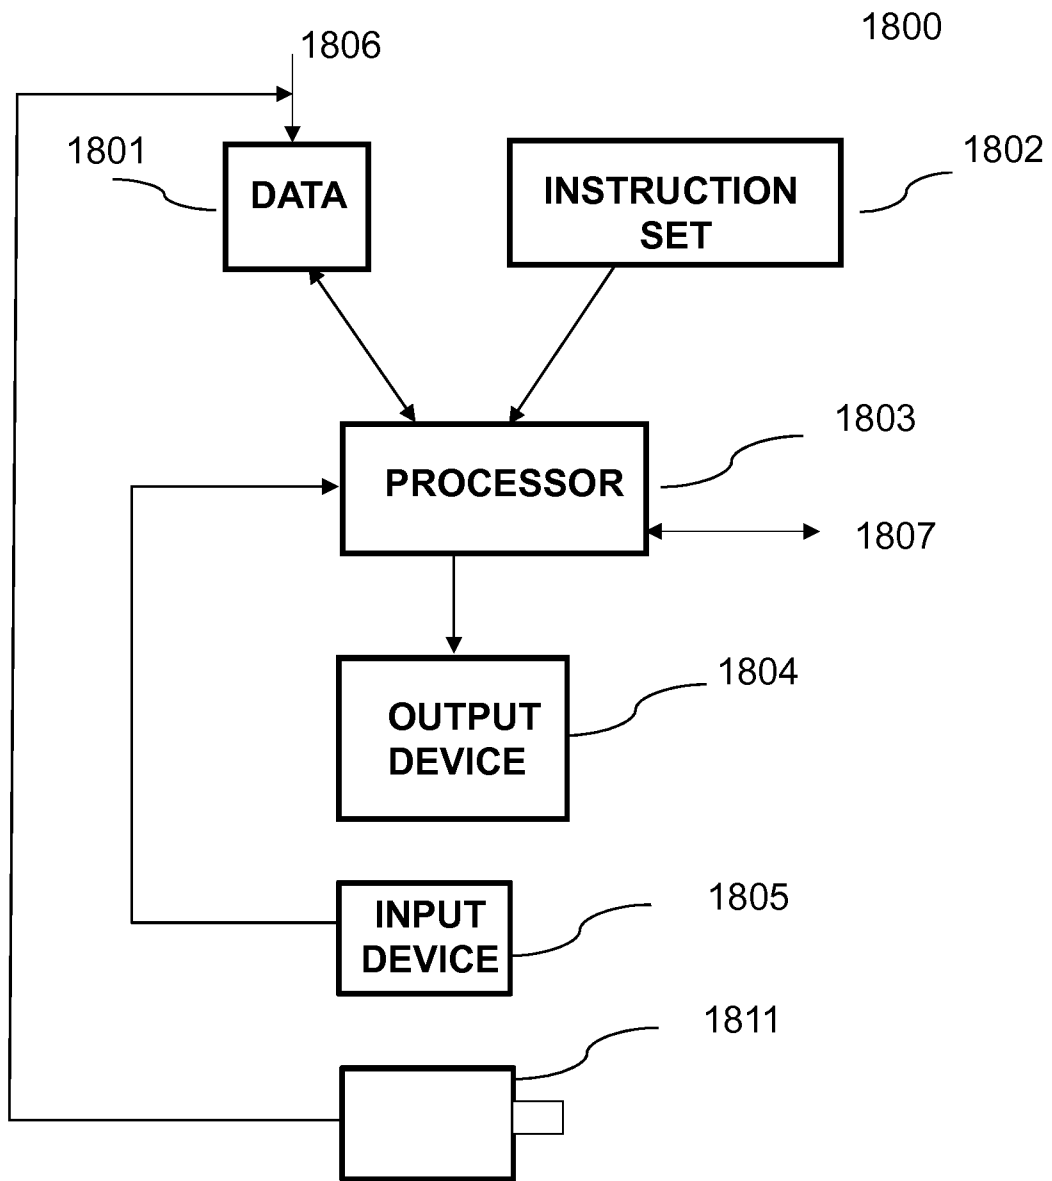 1800
1806
1801
DATA
INSTRUCTION
SET
1802
1803
PROCESSOR
1807
1804
OUTPUT
DEVICE
1805
INPUT
DEVICE
1811